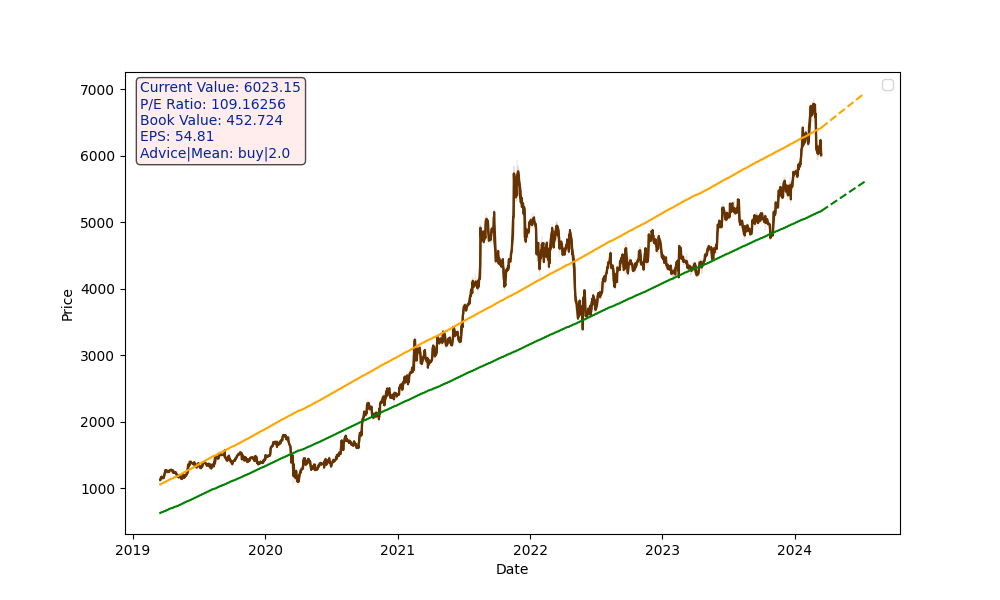 Current Value: 6023.15
P/E Ratio: 109.16256
Book Value: 452.724
EPS: 54.81
Advice|Mean: buy|2.0
7000
6000
5000
4000
3000
2000
1000
Price
2019 2020 2021 2022 2023 2024
Date